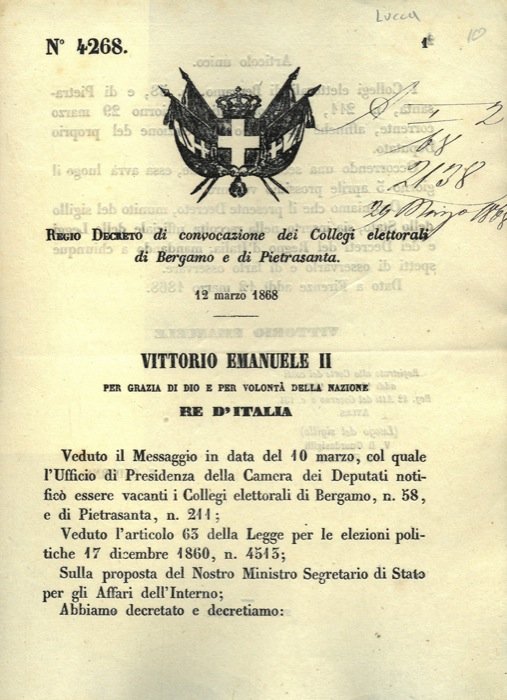 Lucca
N° 4268.
1
10
2
68
2138
29 Marzo 1868
REGIO DECRETO di convocazione dei Collegi elettorali
di Bergamo e di Pietrasanta.
12 marzo 1868
VITTORIO EMANUELE II
PER GRAZIA DI DIO E PER VOLONTÀ DELLA NAZIONE
RE D'ITALIA
Veduto il Messaggio in data del 10 marzo, col quale
l'Ufficio di Presidenza della Camera dei Deputati noti-
ficò essere vacanti i Collegi elettorali di Bergamo, n. 58,
e di Pietrasanta, n. 211;
Veduto l'articolo 63 della Legge per le elezioni poli-
tiche 17 dicembre 1860, n. 4513;
Sulla proposta del Nostro Ministro Segretario di Stato
per gli Affari dell'Interno;
Abbiamo decretato e decretiamo: